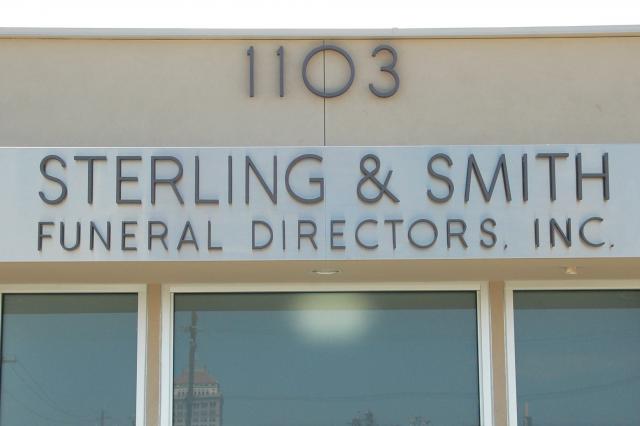 1103
STERLING & SMITH
FUNERAL DIRECTORS, INC.